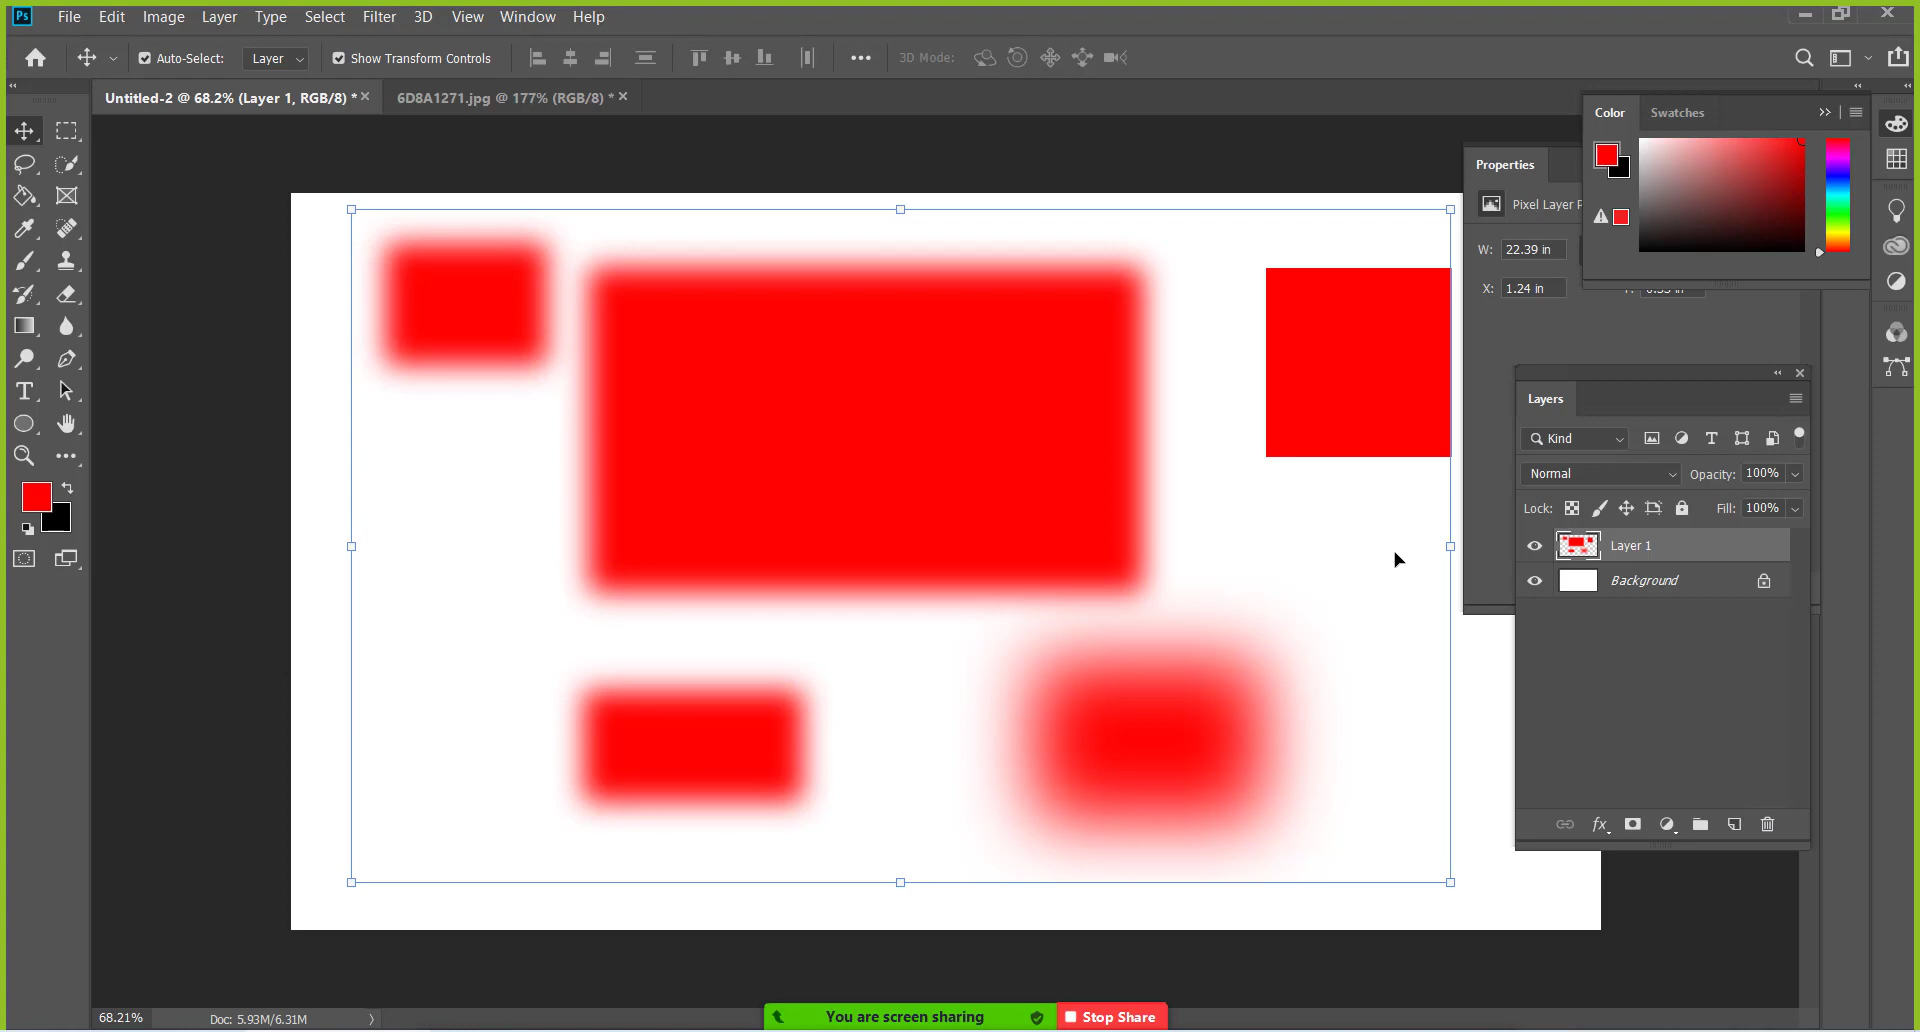 Ps File Edit Image Layer Type Select Filter 3D View Window Help
Auto-Select: Layer Show Transform Controls 3D Mode:
Untitled-2 @ 68.2% (Layer 1, RGB/8) * 6D8A1271.jpg @ 177% (RGB/8) *
Color Swatches
Properties
Pixel Layer P
W: 22.39 in
X: 1.24 in
Layers
Kind
Normal Opacity: 100%
Lock: Fill: 100%
Layer 1
Background
fx
68.21% Doc: 5.93M/6.31M
You are screen sharing Stop Share